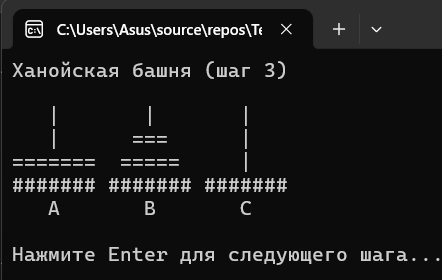 C:\Users\Asus\source\repos\Te
Ханойская башня (шаг 3)
    |       |       |
    |      ===      |
=======  =====      |
####### ####### #######
   A       B       C
Нажмите Enter для следующего шага...